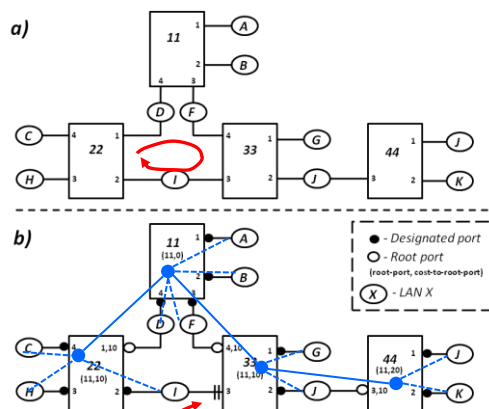 a)
11
1
2
4
3
A
B
D
F
C
4
22
1
33
4
1
G
44
1
J
H
3
2
I
3
2
J
3
2
K
b)
11
(11,0)
1
2
4
3
A
B
D
F
- Designated port
- Root port
(root-port, cost-to-root-port)
X - LAN X
C
4
22
(11,10)
1,10
4,10
33
(11,10)
1
G
44
(11,20)
1
J
H
3
2
I
3
2
J
3,10
2
K